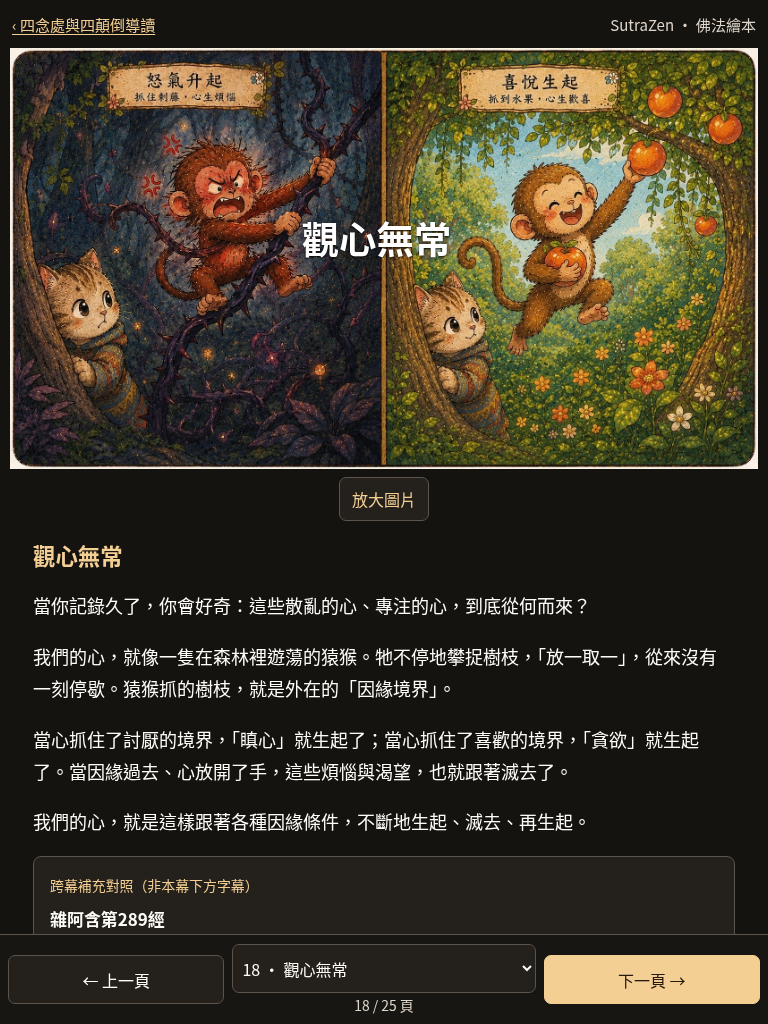 ‹ 四念處與四顛倒導讀
SutraZen · 佛法繪本
怒氣升起
抓住刺藤，心生煩惱
喜悅生起
抓到水果，心生歡喜
觀心無常
放大圖片
觀心無常
當你記錄久了，你會好奇：這些散亂的心、專注的心，到底從何而來？
我們的心，就像一隻在森林裡遊蕩的猿猴。牠不停地攀捉樹枝，「放一取一」，從來沒有
一刻停歇。猿猴抓的樹枝，就是外在的「因緣境界」。
當心抓住了討厭的境界，「瞋心」就生起了；當心抓住了喜歡的境界，「貪欲」就生起
了。當因緣過去、心放開了手，這些煩惱與渴望，也就跟著滅去了。
我們的心，就是這樣跟著各種因緣條件，不斷地生起、滅去、再生起。
跨幕補充對照（非本幕下方字幕）
雜阿含第289經
← 上一頁
18 · 觀心無常
下一頁 →
18 / 25 頁